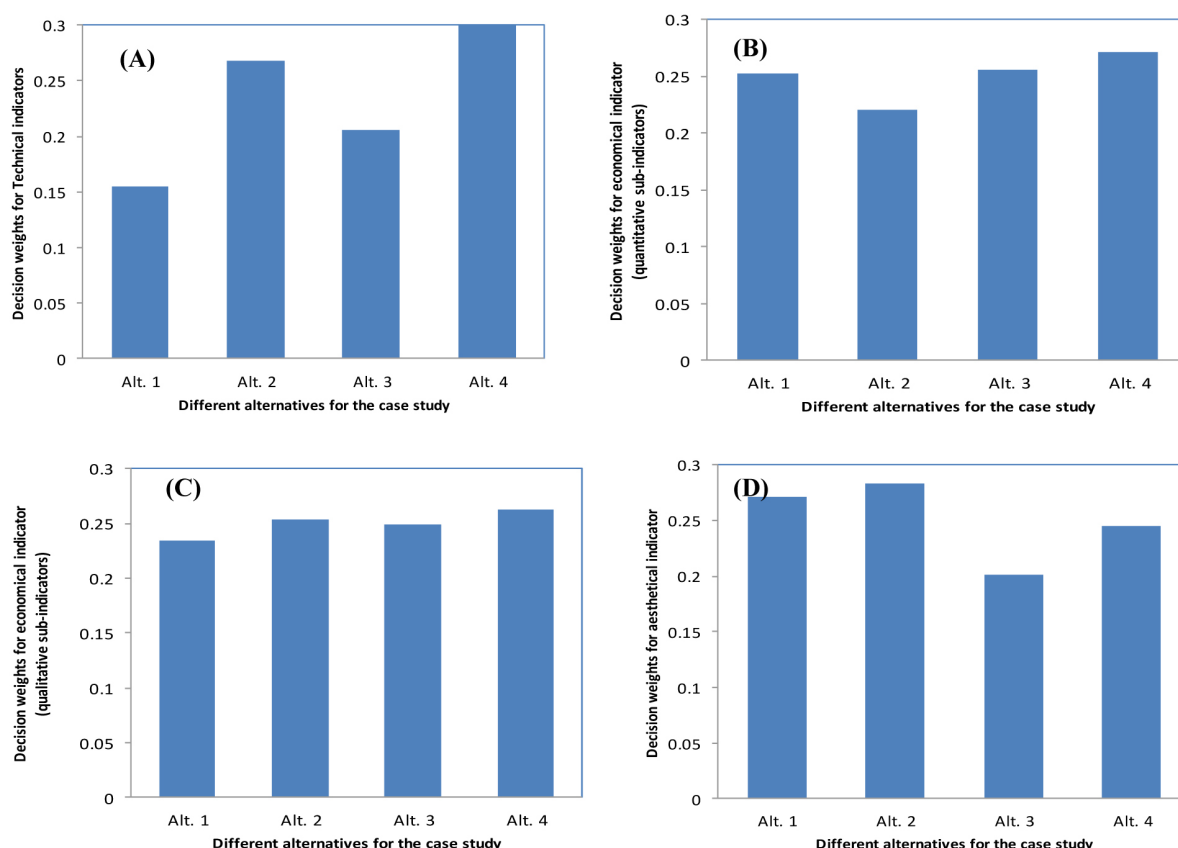 (A)
Decision weights for Technical indicators
0.3
0.25
0.2
0.15
0.1
0.05
0
Alt. 1 Alt. 2 Alt. 3 Alt. 4
Different alternatives for the case study
(B)
Decision weights for economical indicator
(quantitative sub-indicators)
0.3
0.25
0.2
0.15
0.1
0.05
0
Alt. 1 Alt. 2 Alt. 3 Alt. 4
Different alternatives for the case study
(C)
Decision weights for economical indicator
(qualitative sub-indicators)
0.3
0.25
0.2
0.15
0.1
0.05
0
Alt. 1 Alt. 2 Alt. 3 Alt. 4
Different alternatives for the case study
(D)
Decision weights for aesthetical indicator
0.3
0.25
0.2
0.15
0.1
0.05
0
Alt. 1 Alt. 2 Alt. 3 Alt. 4
Different alternatives for the case study